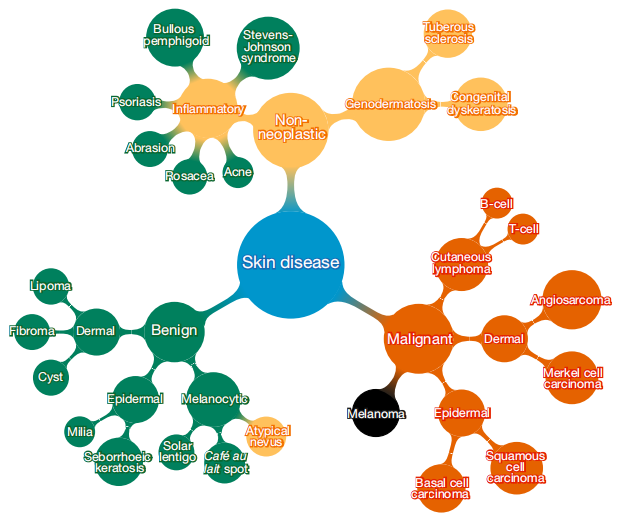 Bullous
pemphigoid
Stevens-
Johnson
syndrome
Tuberous
sclerosis
Psoriasis
Inflammatory
Genodermatosis
Congenital
dyskeratosis
Non-
neoplastic
Abrasion
Rosacea
Acne
B-cell
T-cell
Skin disease
Cutaneous
lymphoma
Lipoma
Angiosarcoma
Fibroma
Dermal
Benign
Malignant
Dermal
Cyst
Merkel cell
carcinoma
Epidermal
Melanocytic
Melanoma
Epidermal
Milia
Atypical
nevus
Seborrhoeic
keratosis
Solar
lentigo
Café au
lait spot
Squamous
cell
carcinoma
Basal cell
carcinoma